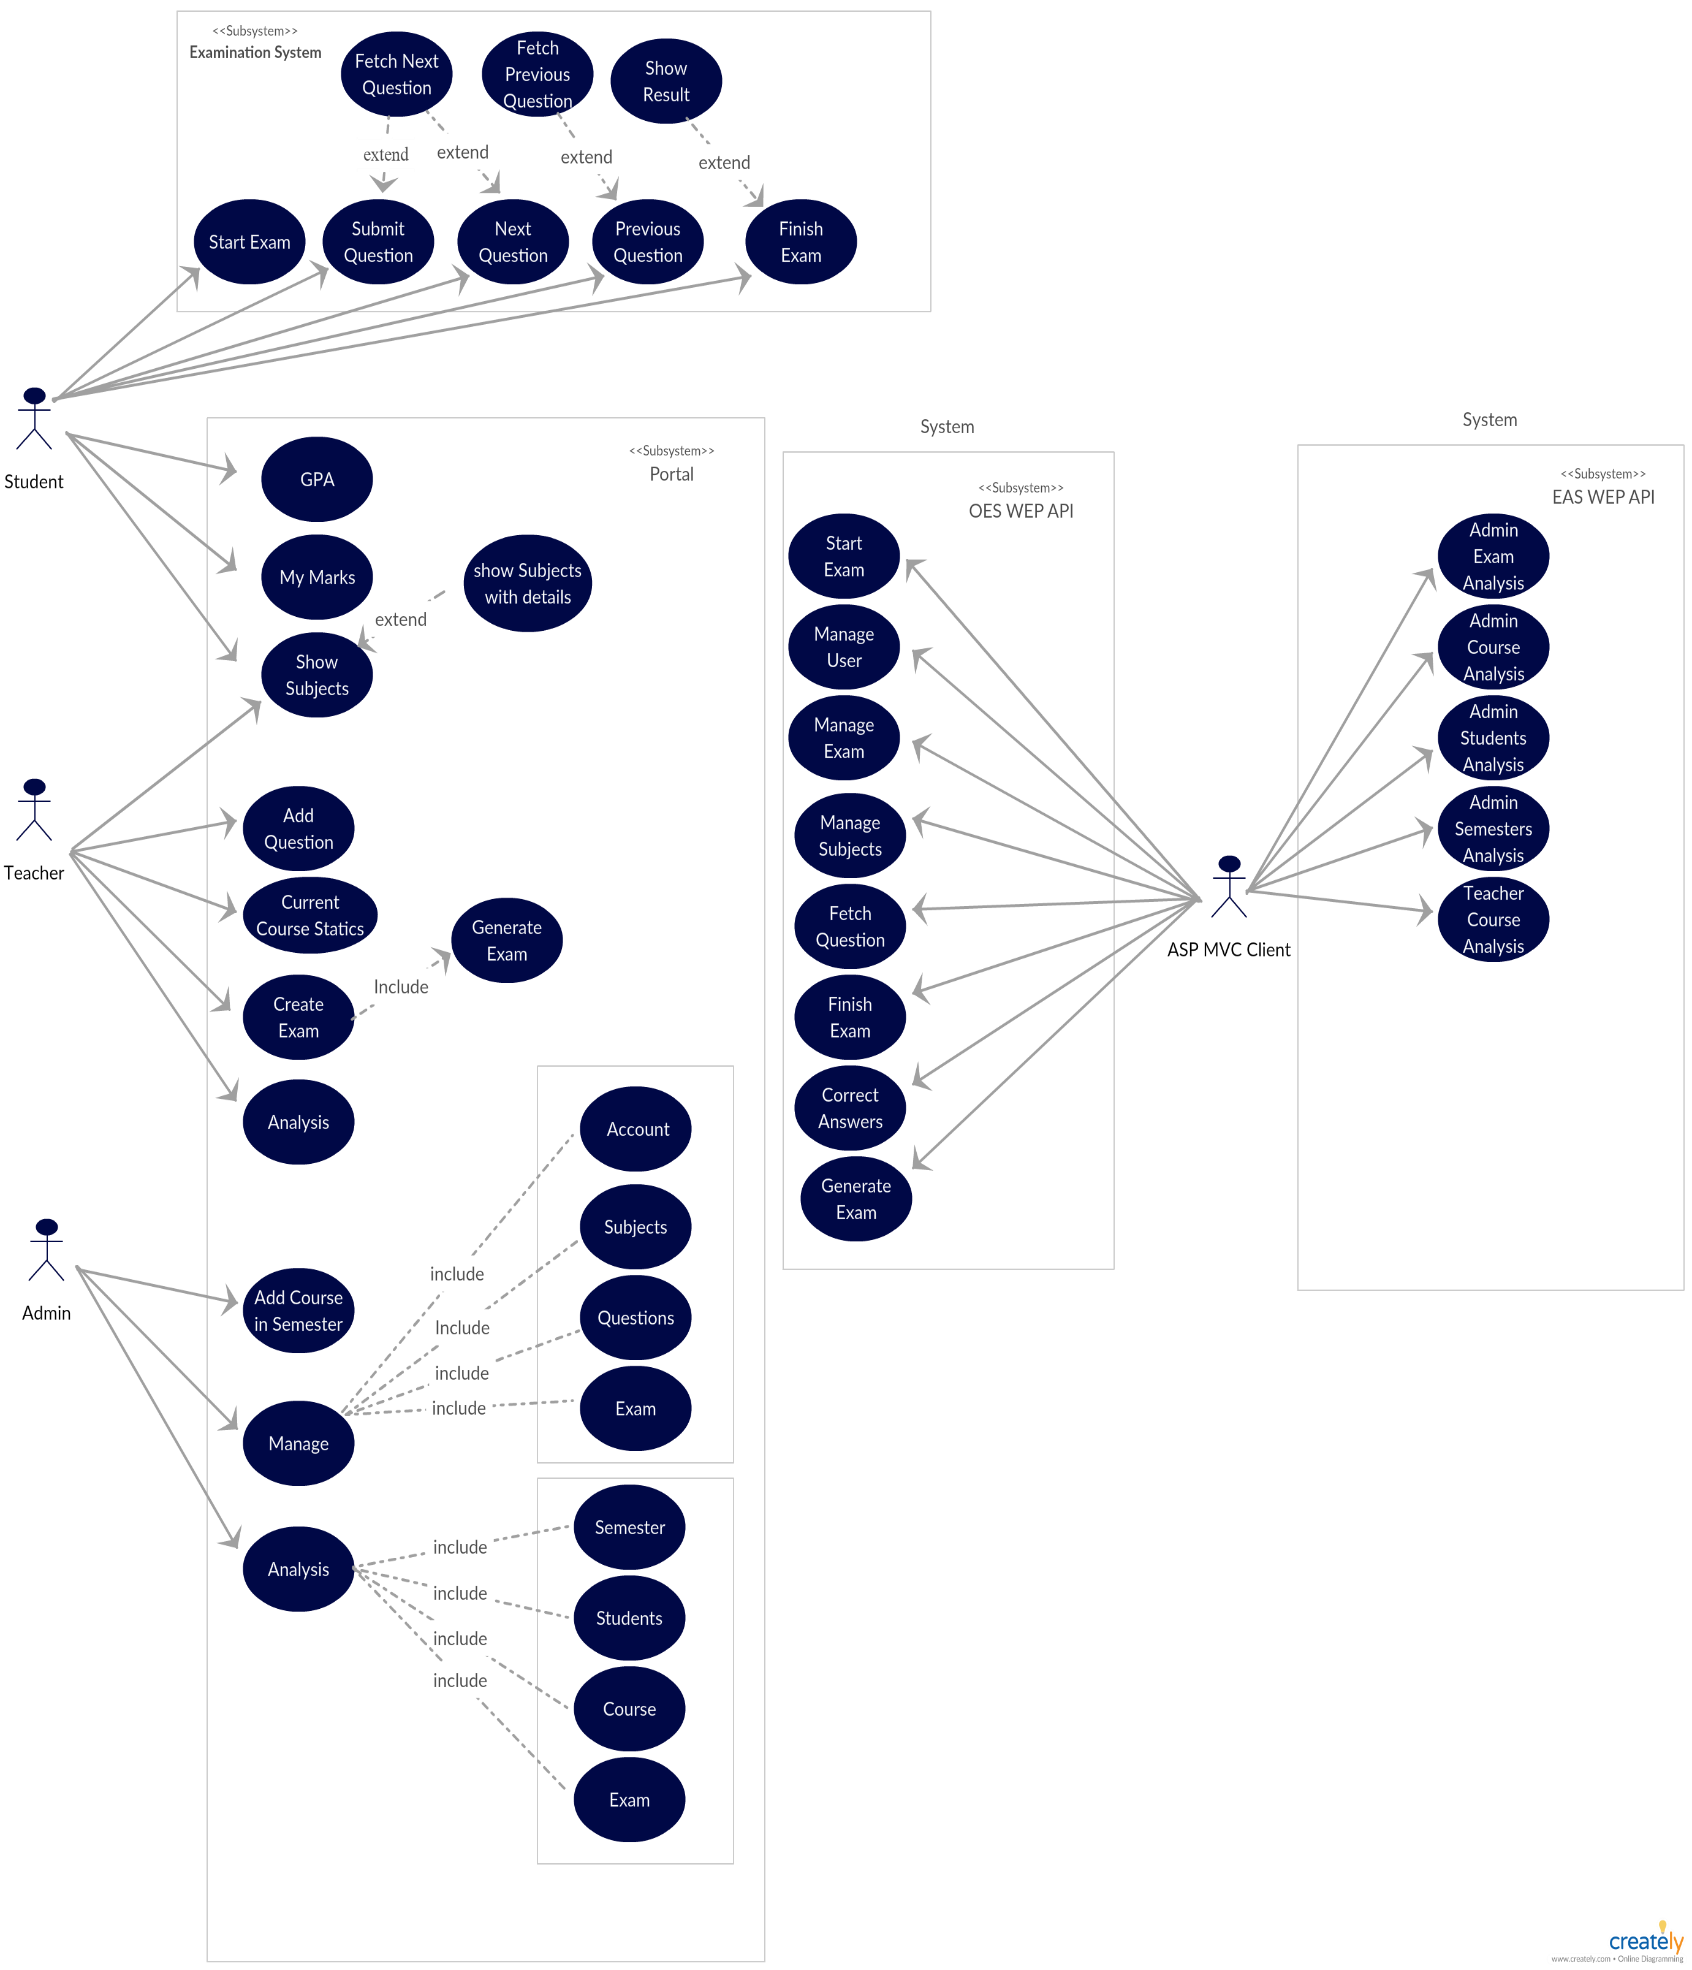 <<Subsystem>>
Examination System
Fetch Next
Question
Fetch
Previous
Question
Show
Result
extend
extend
extend
extend
Start Exam
Submit
Question
Next
Question
Previous
Question
Finish
Exam
Student
<<Subsystem>>
Portal
GPA
My Marks
show Subjects
with details
extend
Show
Subjects
Teacher
Add
Question
Current
Course Statics
Generate
Exam
Include
Create
Exam
Analysis
Admin
Account
Subjects
Questions
Exam
include
Include
include
include
Add Course
in Semester
Manage
Analysis
include
include
include
include
Semester
Students
Course
Exam
System
<<Subsystem>>
OES WEP API
Start
Exam
Manage
User
Manage
Exam
Manage
Subjects
Fetch
Question
Finish
Exam
Correct
Answers
Generate
Exam
ASP MVC Client
System
<<Subsystem>>
EAS WEP API
Admin
Exam
Analysis
Admin
Course
Analysis
Admin
Students
Analysis
Admin
Semesters
Analysis
Teacher
Course
Analysis
creately
www.creately.com • Online Diagramming